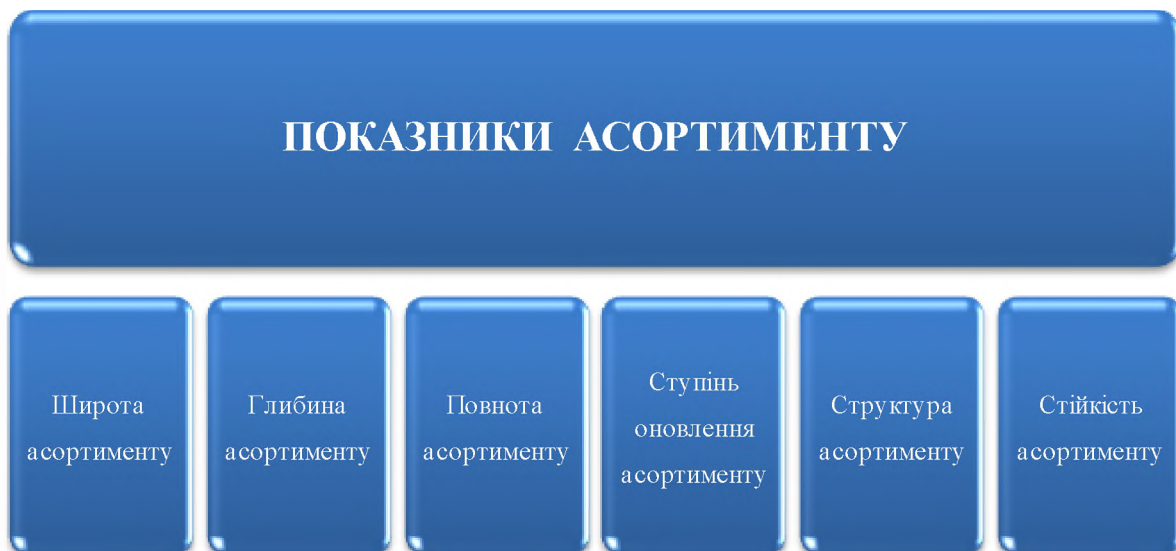 ПОКАЗНИКИ АСОРТИМЕНТУ
Широта
асортименту
Глибина
асортименту
Повнота
асортименту
Ступінь
оновлення
асортименту
Структура
асортименту
Стійкість
асортименту